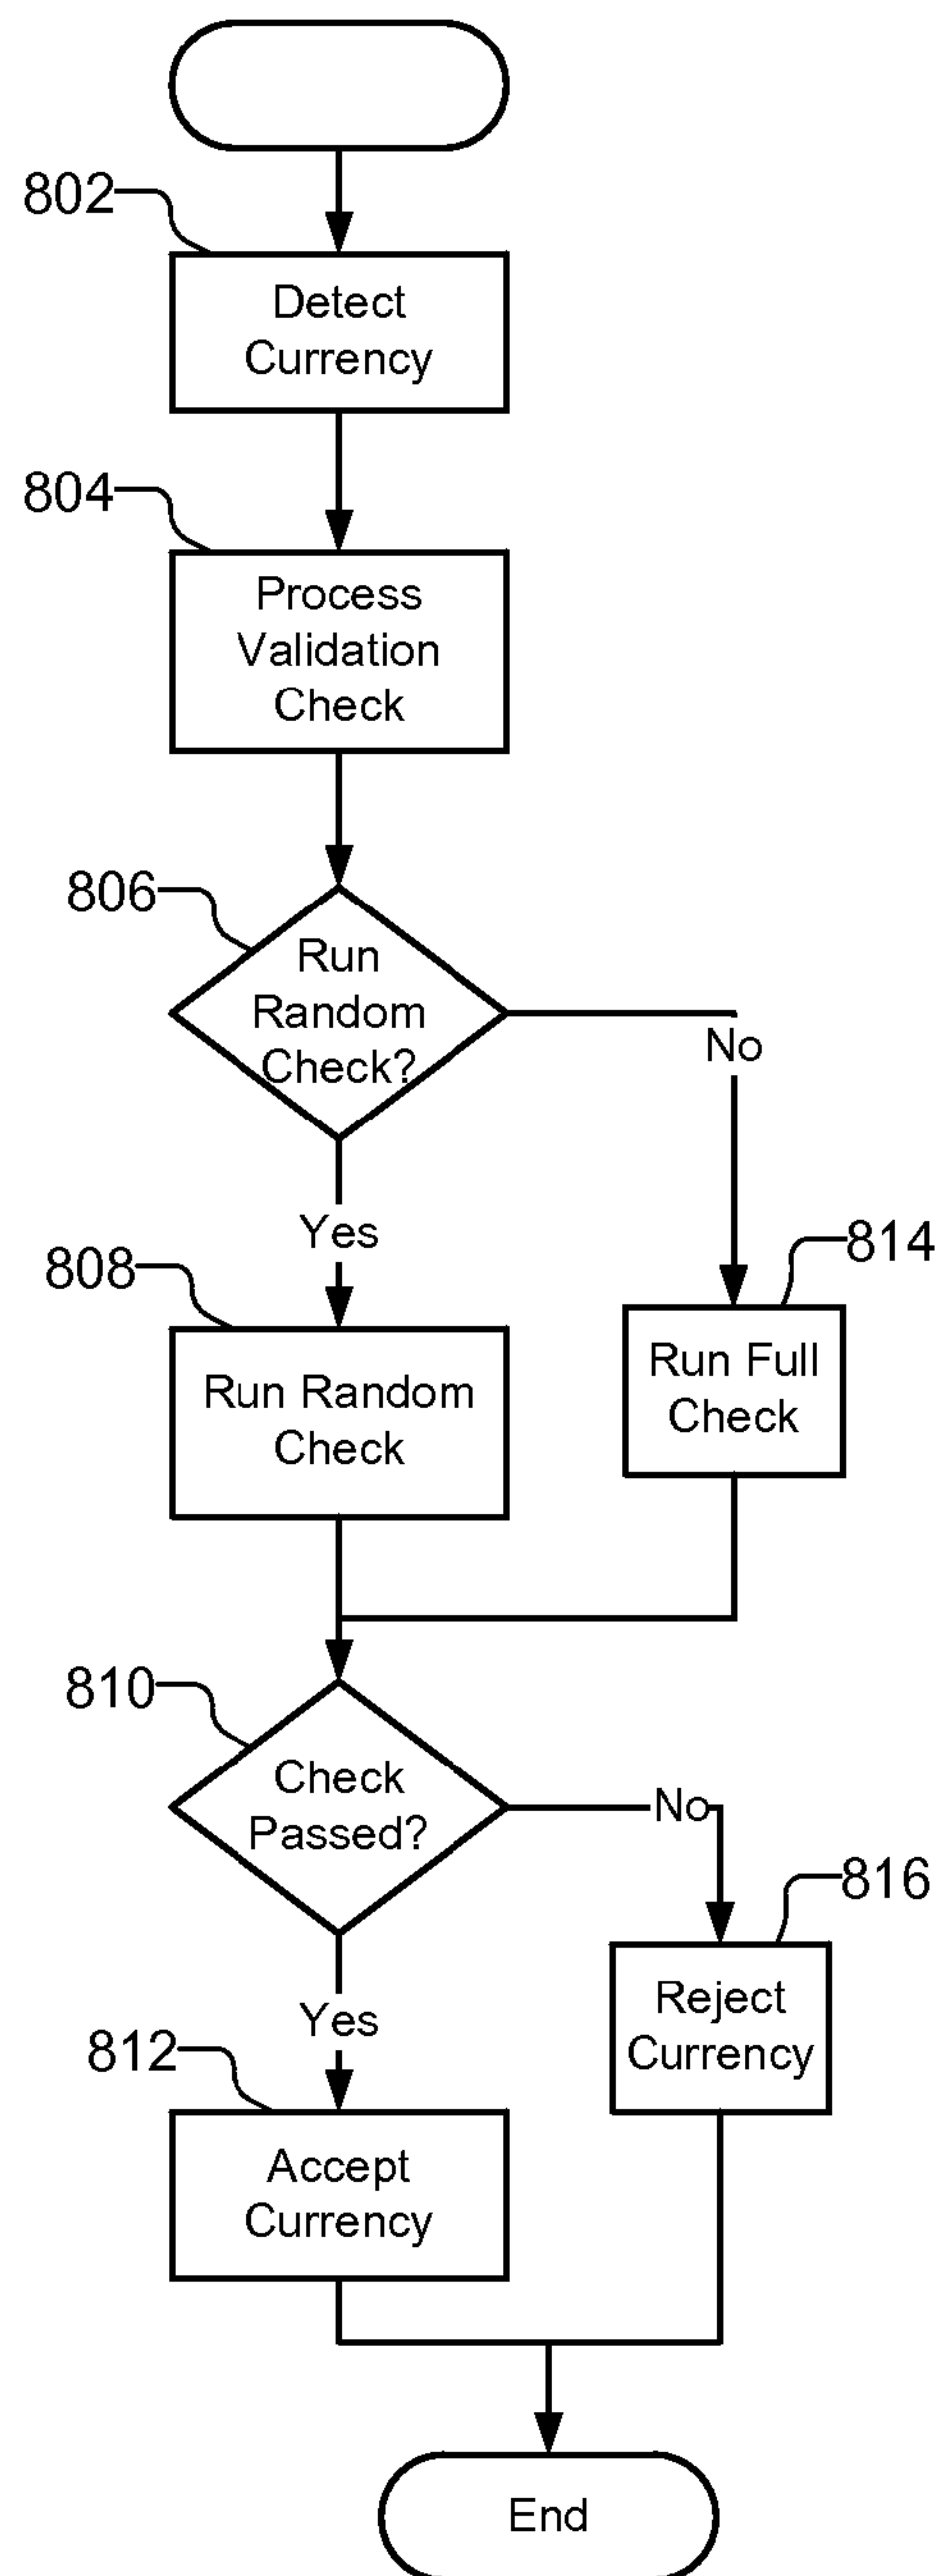 802
Detect
Currency
804
Process
Validation
Check
806
Run
Random
Check?
No
Yes
808
Run Random
Check
814
Run Full
Check
810
Check
Passed?
No
Yes
816
Reject
Currency
812
Accept
Currency
End